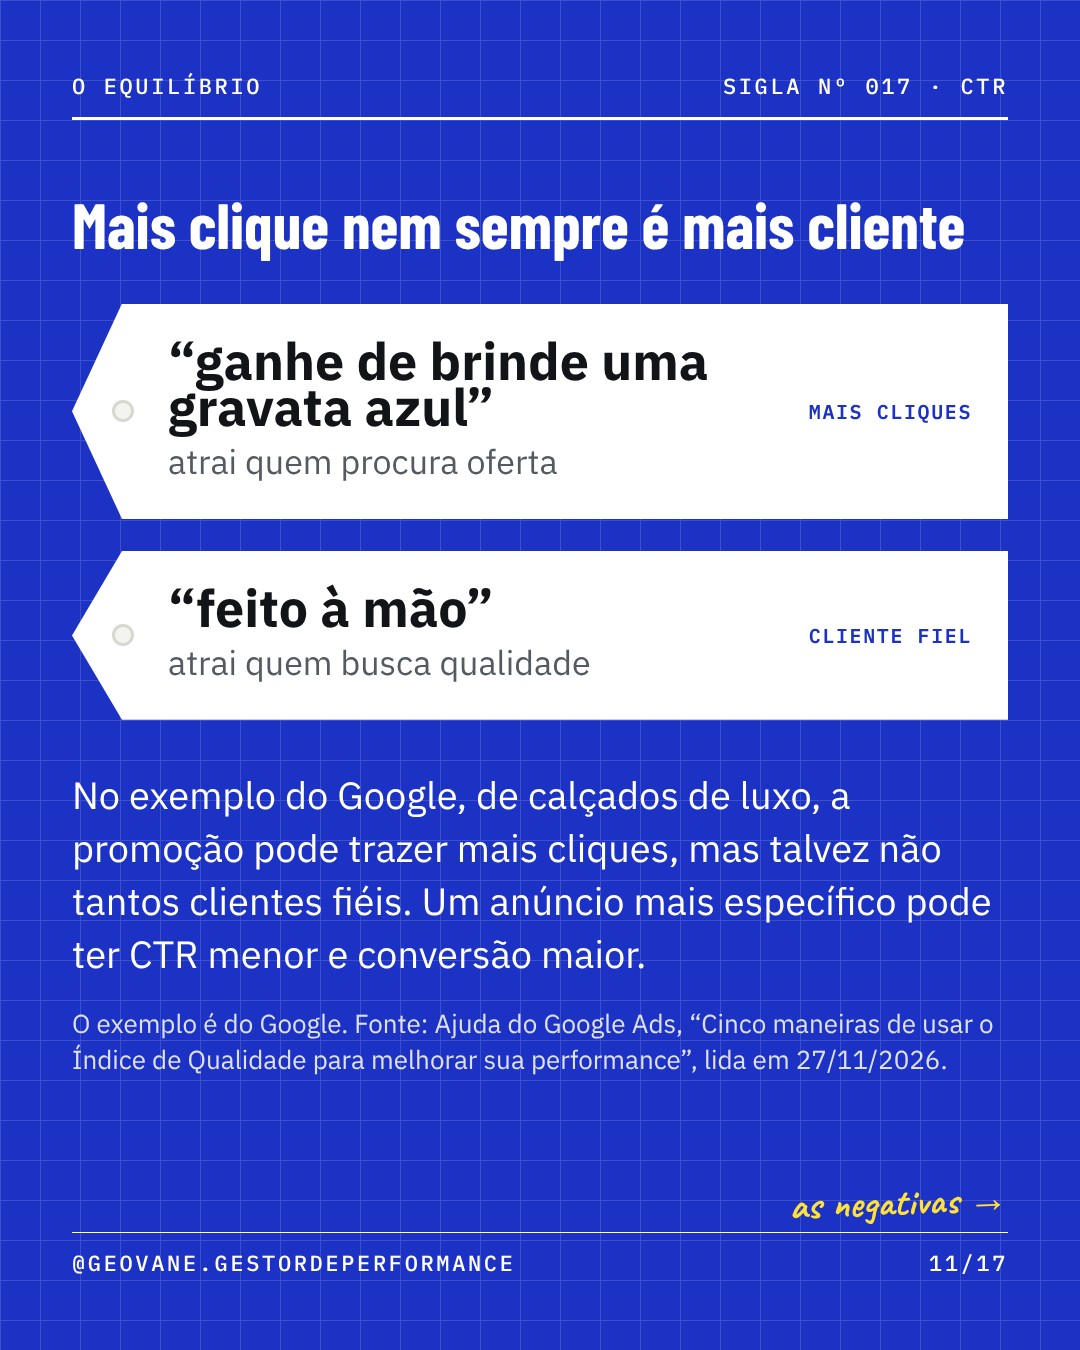 O EQUILÍBRIO
SIGLA Nº 017 · CTR
Mais clique nem sempre é mais cliente
“ganhe de brinde uma
gravata azul”
atrai quem procura oferta
MAIS CLIQUES
“feito à mão”
atrai quem busca qualidade
CLIENTE FIEL
No exemplo do Google, de calçados de luxo, a
promoção pode trazer mais cliques, mas talvez não
tantos clientes fiéis. Um anúncio mais específico pode
ter CTR menor e conversão maior.
O exemplo é do Google. Fonte: Ajuda do Google Ads, “Cinco maneiras de usar o
Índice de Qualidade para melhorar sua performance”, lida em 27/11/2026.
as negativas →
@GEOVANE.GESTORDEPERFORMANCE
11/17